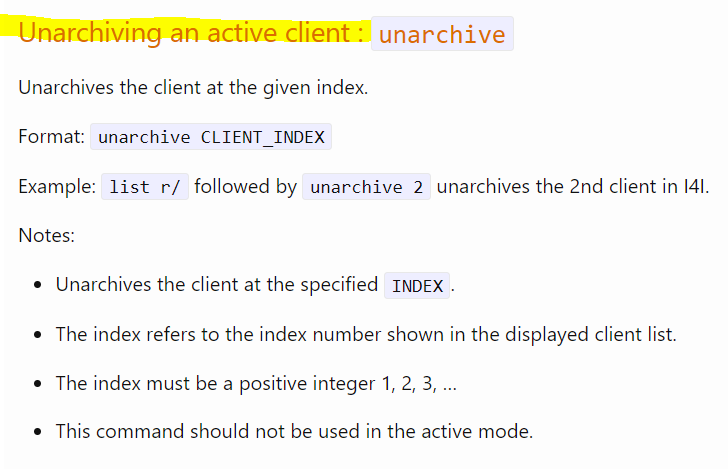 Unarchiving an active client : unarchive
Unarchives the client at the given index.
Format: unarchive CLIENT_INDEX
Example: list r/ followed by unarchive 2 unarchives the 2nd client in I4I.
Notes:
• Unarchives the client at the specified INDEX.
• The index refers to the index number shown in the displayed client list.
• The index must be a positive integer 1, 2, 3, …
• This command should not be used in the active mode.